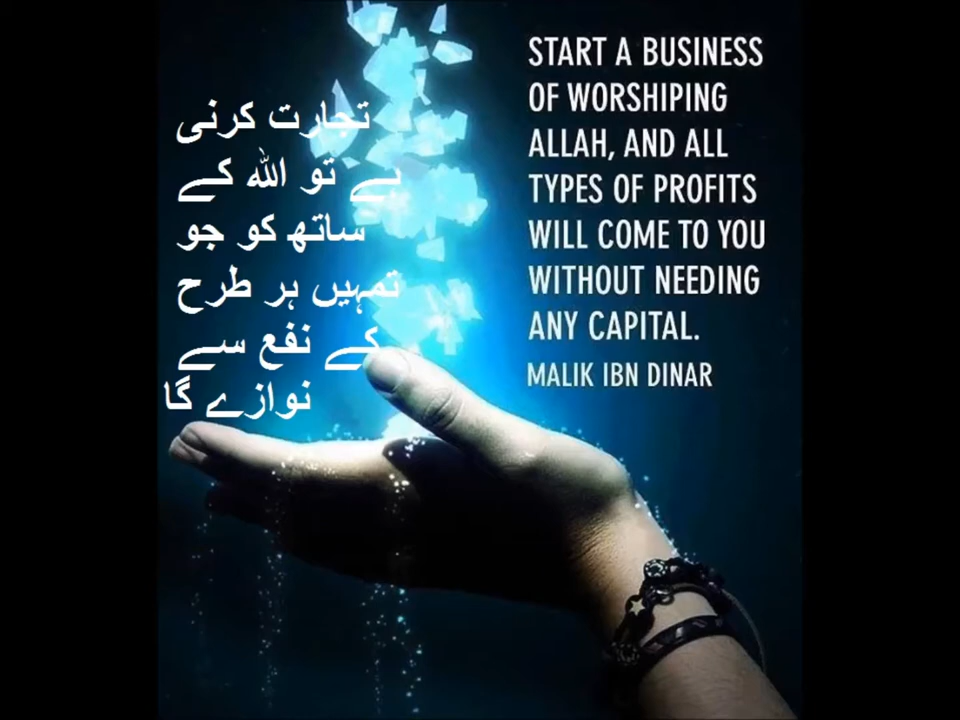 تجارت کرنی
ہے تو اللہ کے
ساتھ کو جو
تمہیں ہر طرح
کے نفع سے
نوازے گا
START A BUSINESS
OF WORSHIPING
ALLAH, AND ALL
TYPES OF PROFITS
WILL COME TO YOU
WITHOUT NEEDING
ANY CAPITAL.
MALIK IBN DINAR